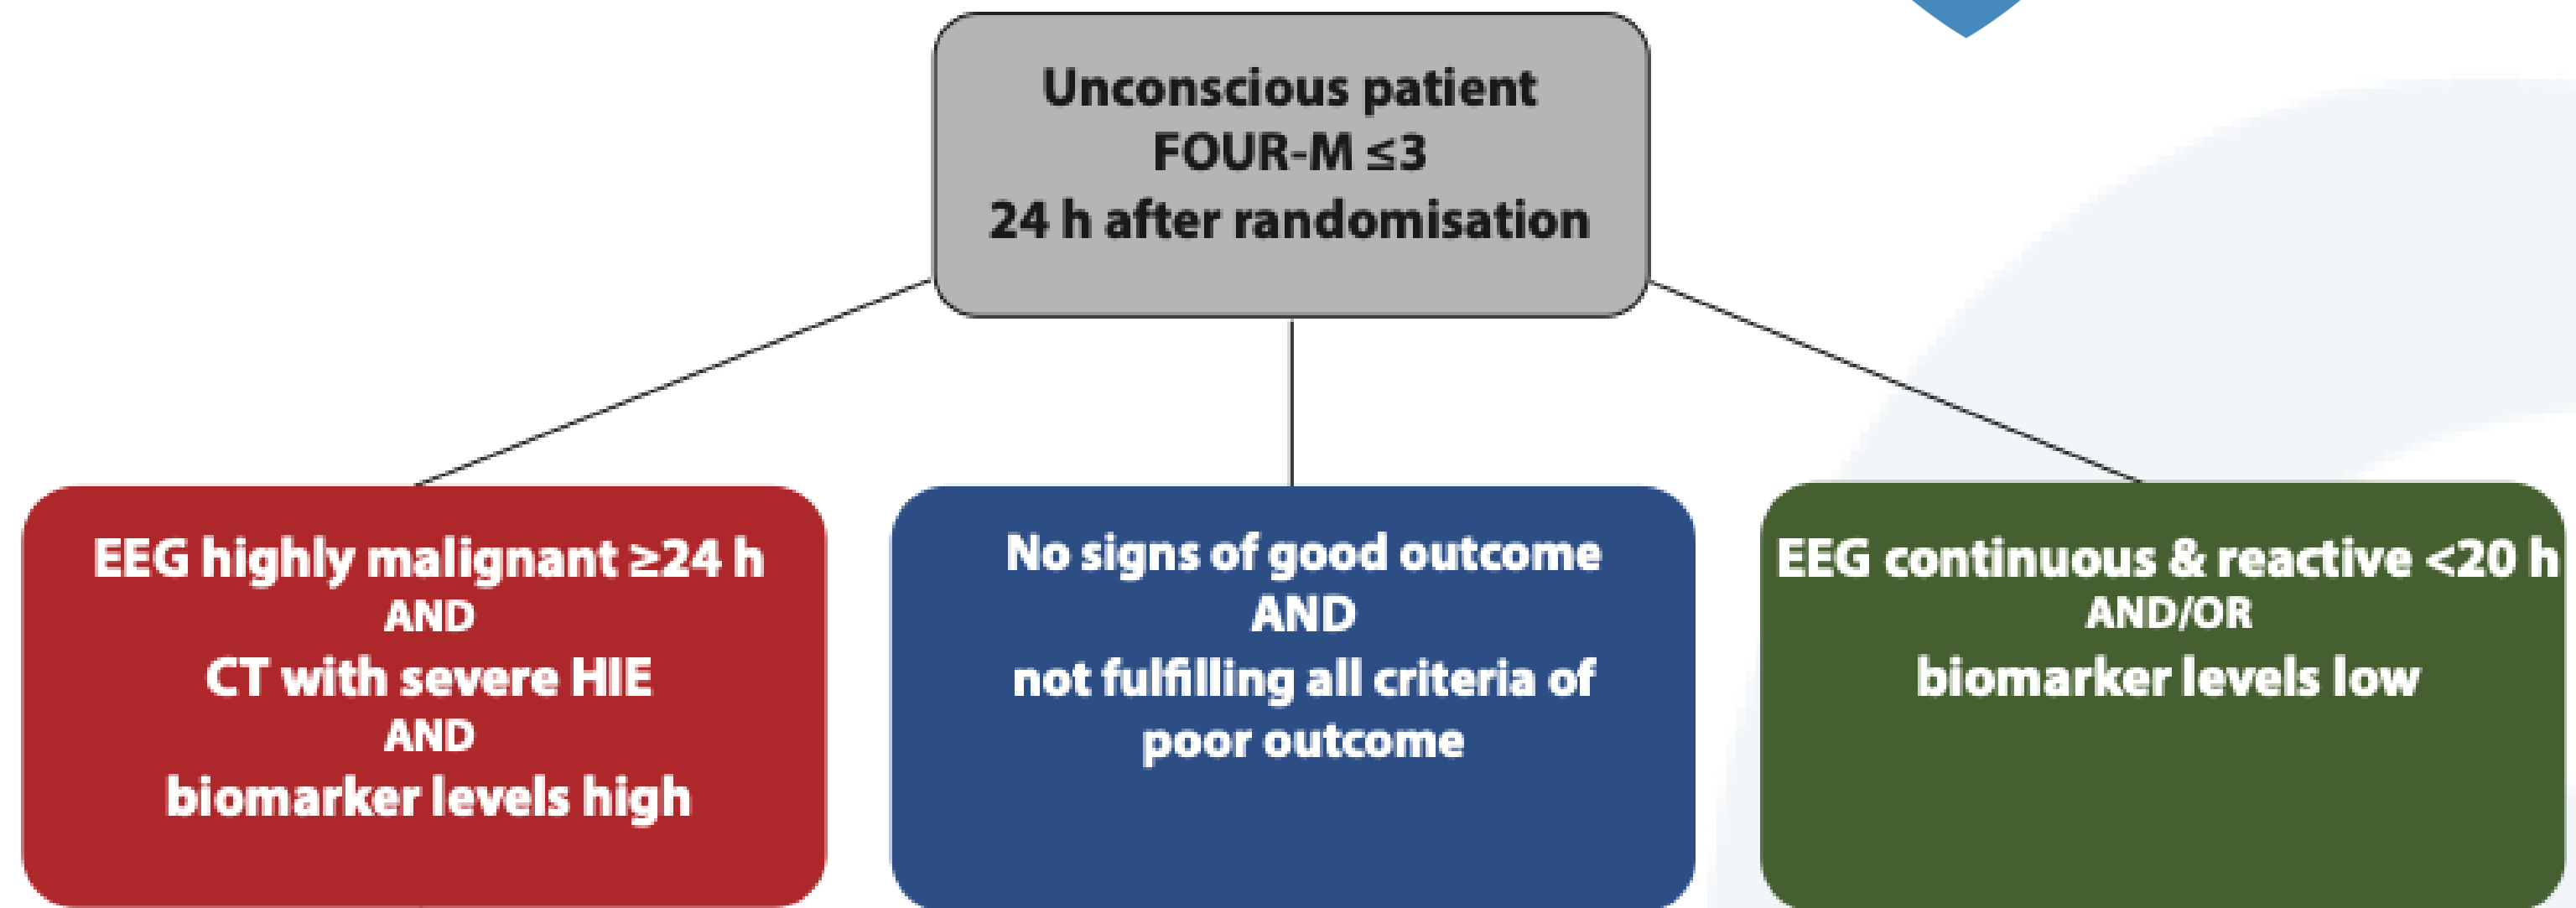 Unconscious patient
FOUR-M ≤3
24 h after randomisation
EEG highly malignant ≥24 h
AND
CT with severe HIE
AND
biomarker levels high
No signs of good outcome
AND
not fulfilling all criteria of
poor outcome
EEG continuous & reactive <20 h
AND/OR
biomarker levels low